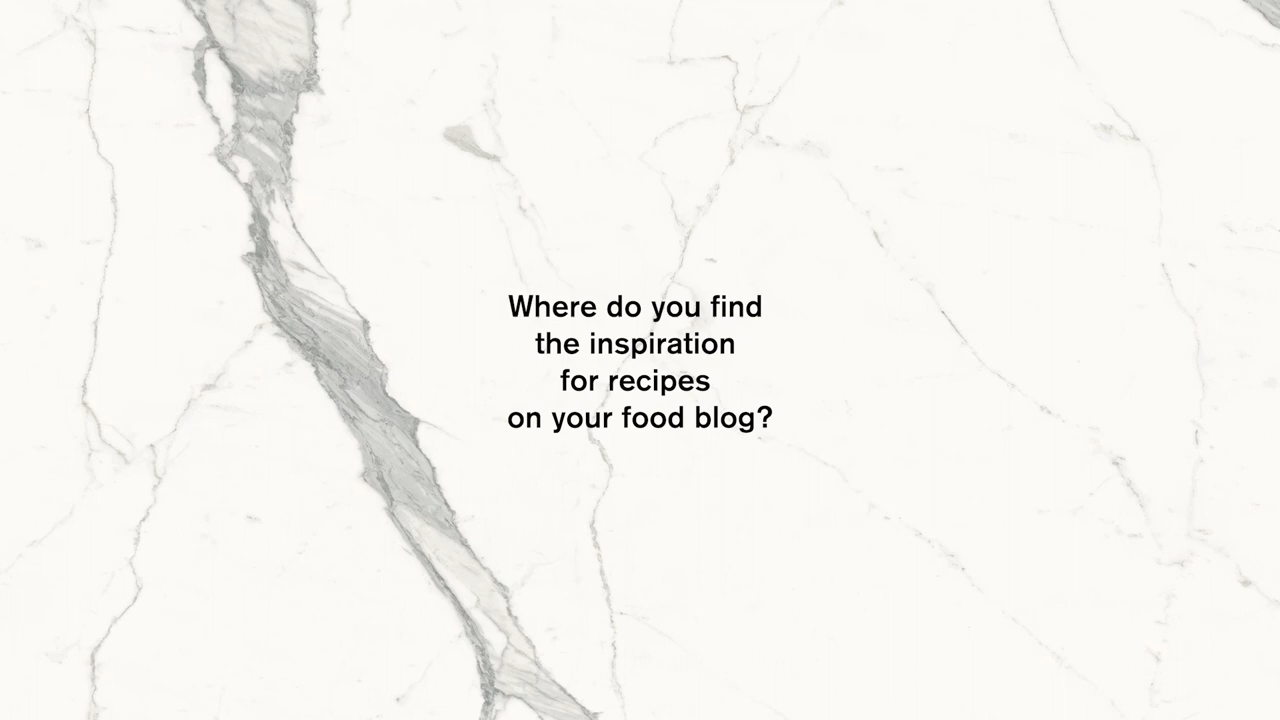 Where do you find
the inspiration
for recipes
on your food blog?